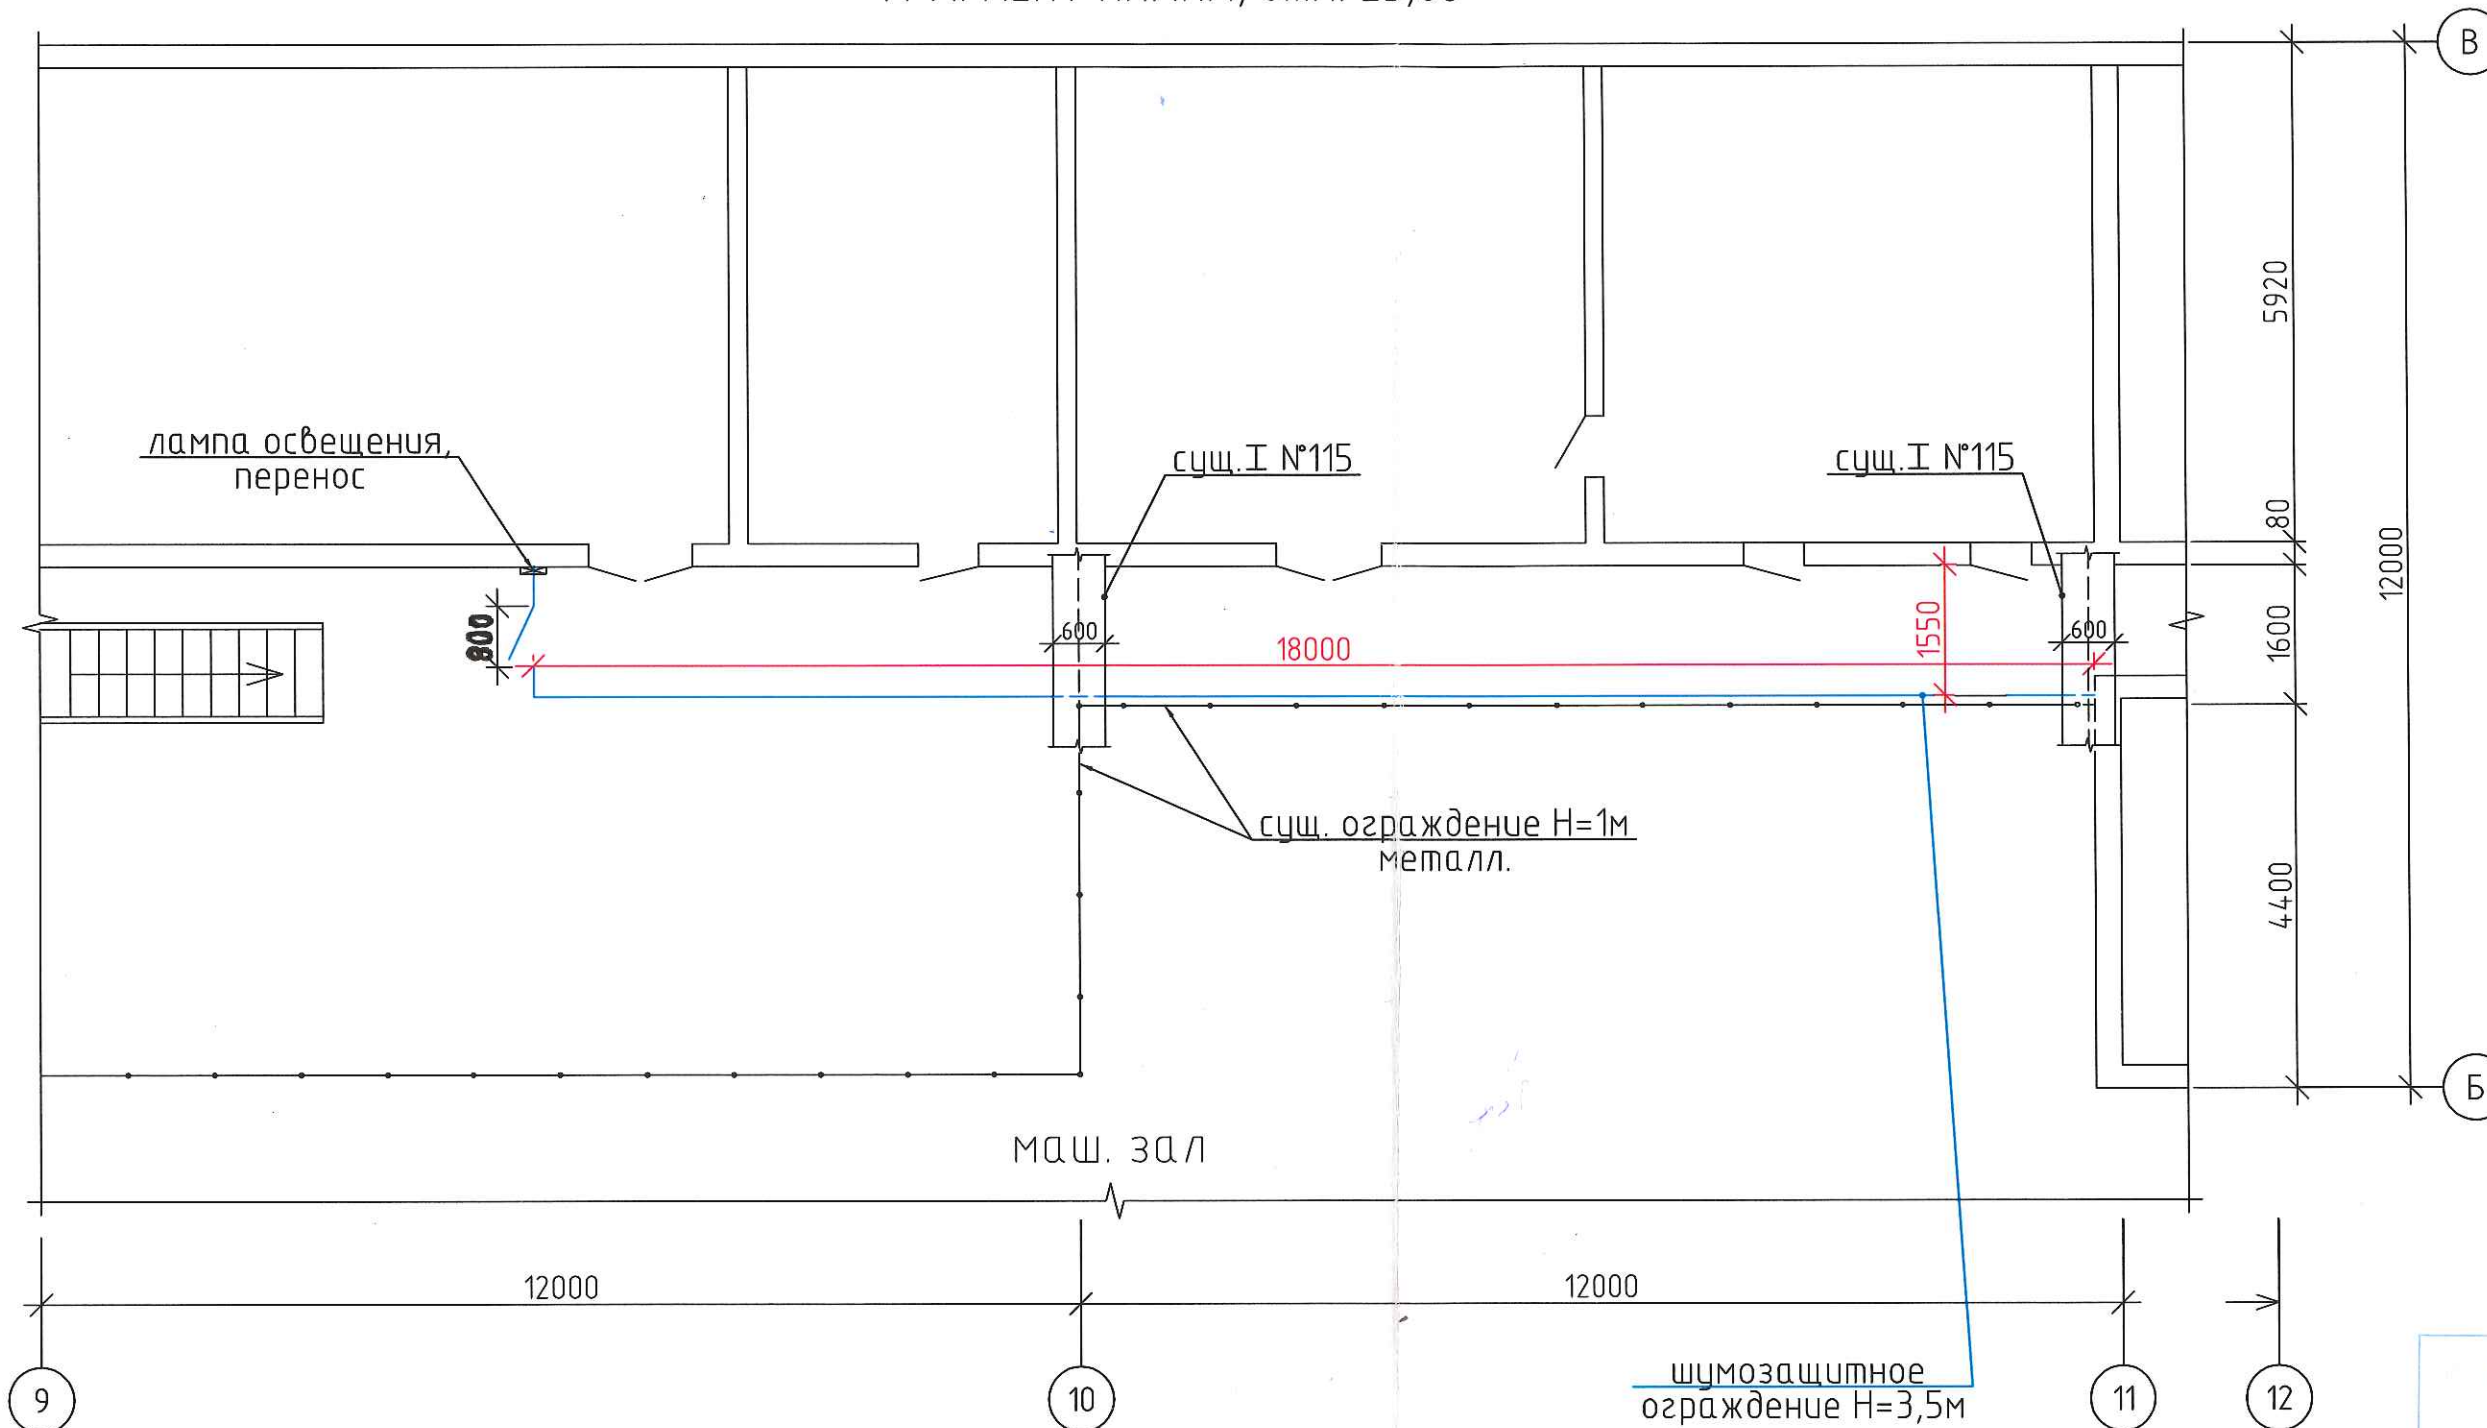 В
5920
лампа освещения,
перенос
сущ.I №115
сущ.I №115
80
12000
800
600
18000
1550
600
1600
сущ. ограждение H=1м
металл.
4400
Б
маш. зал
12000
12000
шумозащитное
ограждение H=3,5м
9
10
11
12